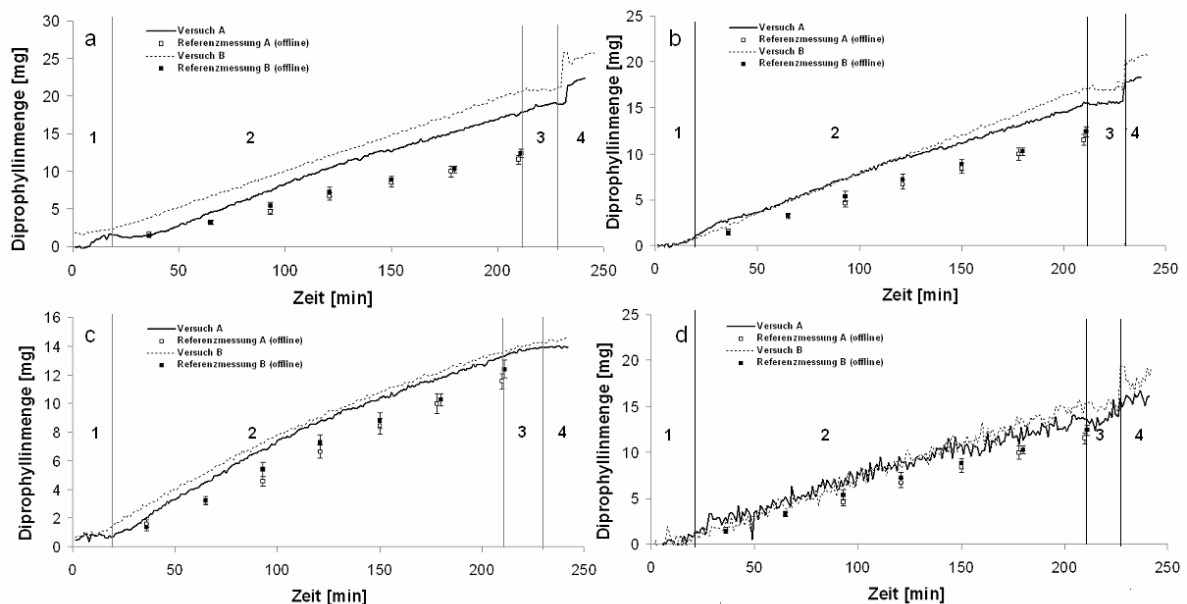 a
Diprophyllinmenge [mg]
30
25
20
15
10
5
0
Versuch A
Referenzmessung A (offline)
Versuch B
Referenzmessung B (offline)
1
2
3
4
0
50
100
150
200
250
Zeit [min]
b
Diprophyllinmenge [mg]
25
20
15
10
5
0
Versuch A
Referenzmessung A (offline)
Versuch B
Referenzmessung B (offline)
1
2
3
4
0
50
100
150
200
250
Zeit [min]
c
Diprophyllinmenge [mg]
16
14
12
10
8
6
4
2
0
Versuch A
Referenzmessung A (offline)
Versuch B
Referenzmessung B (offline)
1
2
3
4
0
50
100
150
200
250
Zeit [min]
d
Diprophyllinmenge [mg]
25
20
15
10
5
0
Versuch A
Referenzmessung A (offline)
Versuch B
Referenzmessung B (offline)
1
2
3
4
0
50
100
150
200
250
Zeit [min]